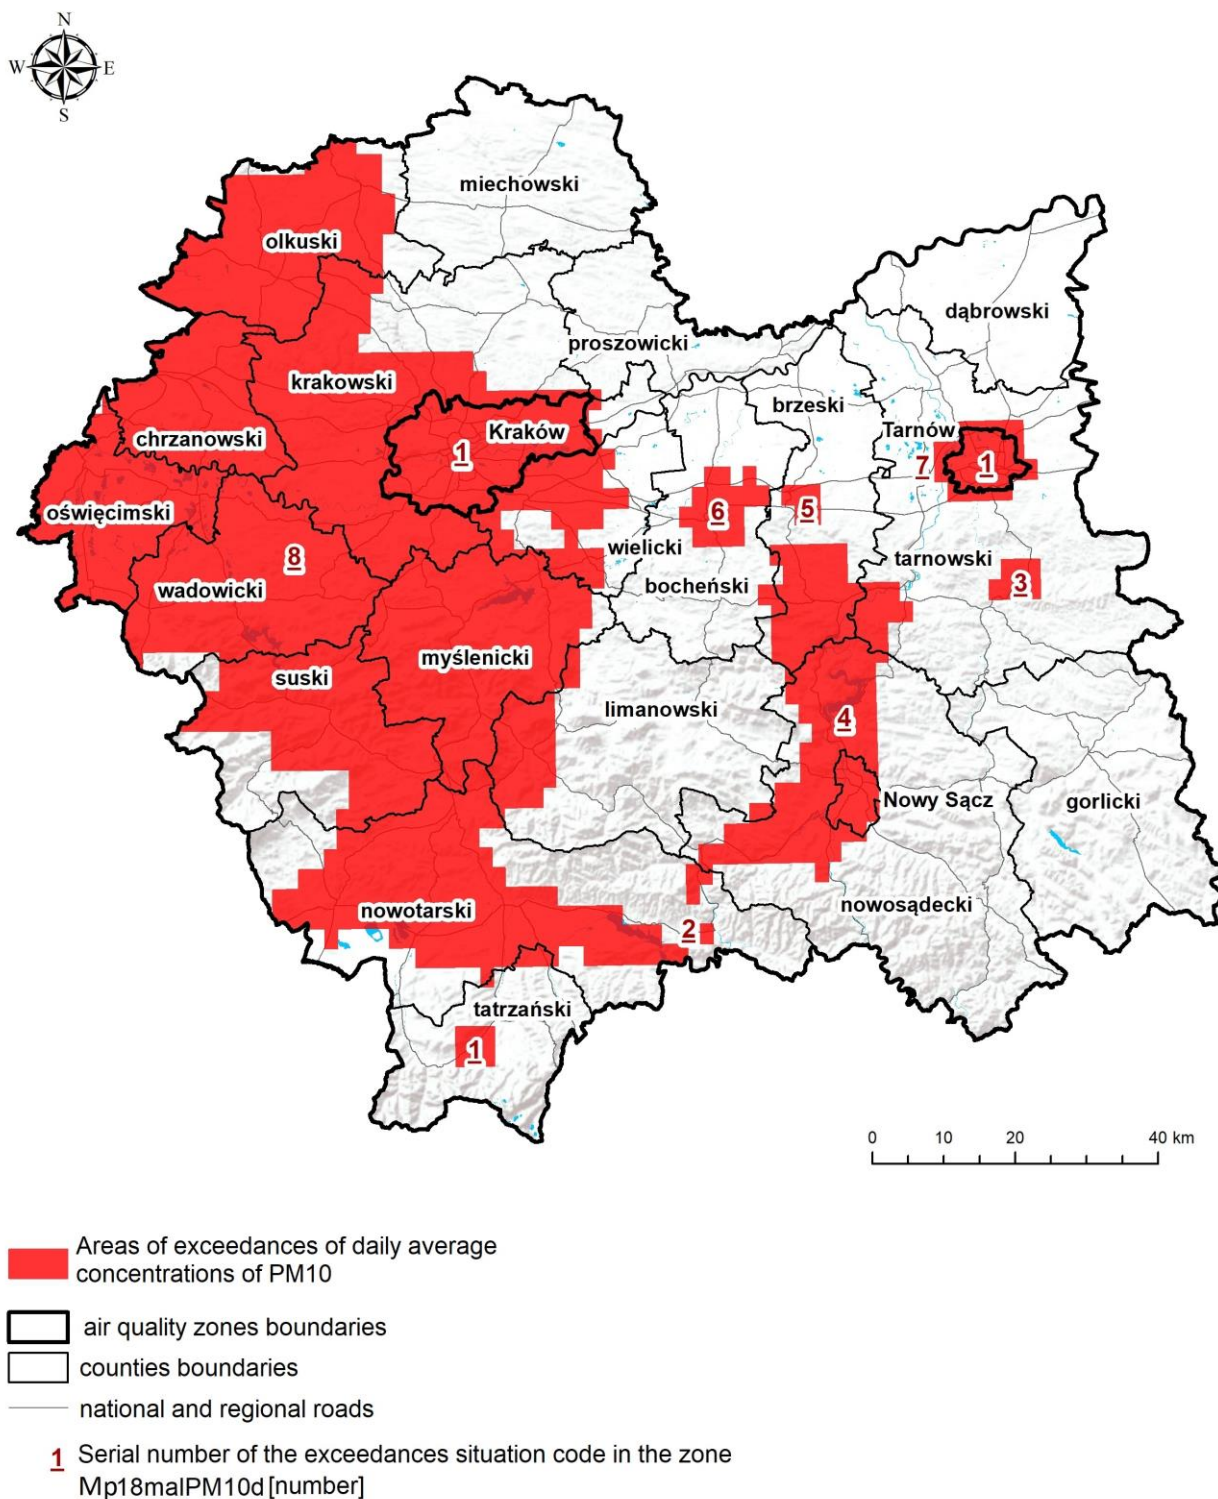 N
W E
S
miechowski
olkuski
dąbrowski
proszowicki
krakowski
brzeski
Kraków
Tarnów
chrzanowski
1
7
1
oświęcimski
6
5
wielicki
8
tarnowski
wadowicki
bocheński
3
myślenicki
suski
limanowski
4
Nowy Sącz
gorlicki
nowotarski
nowosądecki
2
tatrzański
1
0 10 20 40 km
Areas of exceedances of daily average
concentrations of PM10
air quality zones boundaries
counties boundaries
national and regional roads
1 Serial number of the exceedances situation code in the zone
Mp18malPM10d [number]